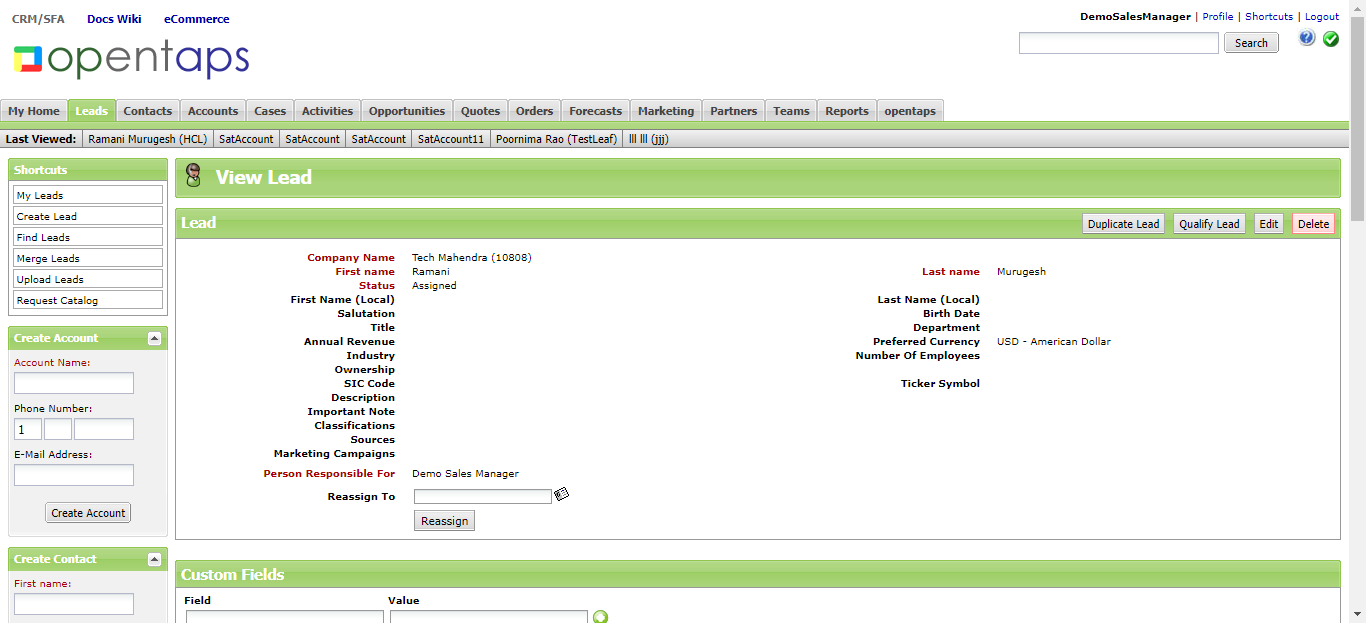 CRM/SFA Docs Wiki eCommerce
DemoSalesManager | Profile | Shortcuts | Logout
opentaps
Search
My Home Leads Contacts Accounts Cases Activities Opportunities Quotes Orders Forecasts Marketing Partners Teams Reports opentaps
Last Viewed: Ramani Murugesh (HCL) SatAccount SatAccount SatAccount SatAccount11 Poornima Rao (TestLeaf) lll lll (jjj)
Shortcuts
My Leads
Create Lead
Find Leads
Merge Leads
Upload Leads
Request Catalog
Create Account
Account Name:
Phone Number:
1
E-Mail Address:
Create Account
Create Contact
First name:
View Lead
Lead
Duplicate Lead Qualify Lead Edit Delete
Company Name Tech Mahendra (10808)
First name Ramani Last name Murugesh
Status Assigned
First Name (Local) Last Name (Local)
Salutation Birth Date
Title Department
Annual Revenue Preferred Currency USD - American Dollar
Industry Number Of Employees
Ownership
SIC Code Ticker Symbol
Description
Important Note
Classifications
Sources
Marketing Campaigns
Person Responsible For Demo Sales Manager
Reassign To
Reassign
Custom Fields
Field Value